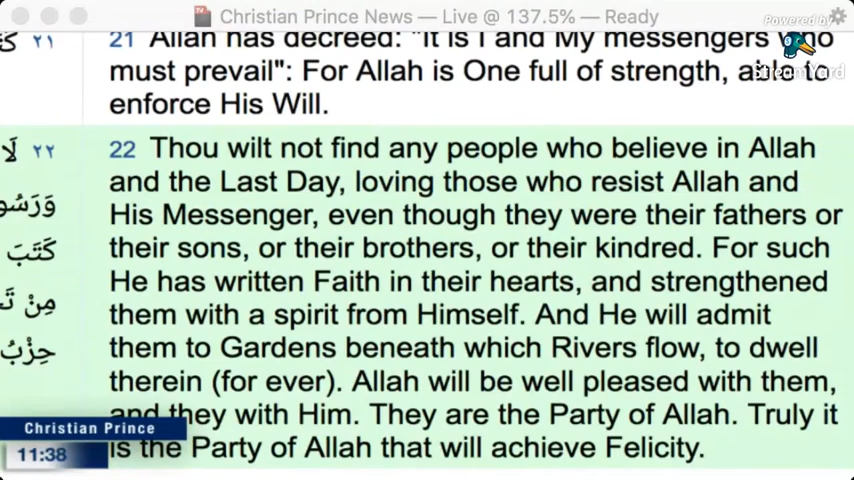 Christian Prince News — Live @ 137.5% — Ready
Powered by
StreamYard
21 Allah has decreed: "It is I and My messengers who
must prevail": For Allah is One full of strength, able to
enforce His Will.
٢١
22 Thou wilt not find any people who believe in Allah
and the Last Day, loving those who resist Allah and
His Messenger, even though they were their fathers or
their sons, or their brothers, or their kindred. For such
He has written Faith in their hearts, and strengthened
them with a spirit from Himself. And He will admit
them to Gardens beneath which Rivers flow, to dwell
therein (for ever). Allah will be well pleased with them,
and they with Him. They are the Party of Allah. Truly it
is the Party of Allah that will achieve Felicity.
٢٢ لَا
كَتَبَ
مِنْ
Christian Prince
11:38